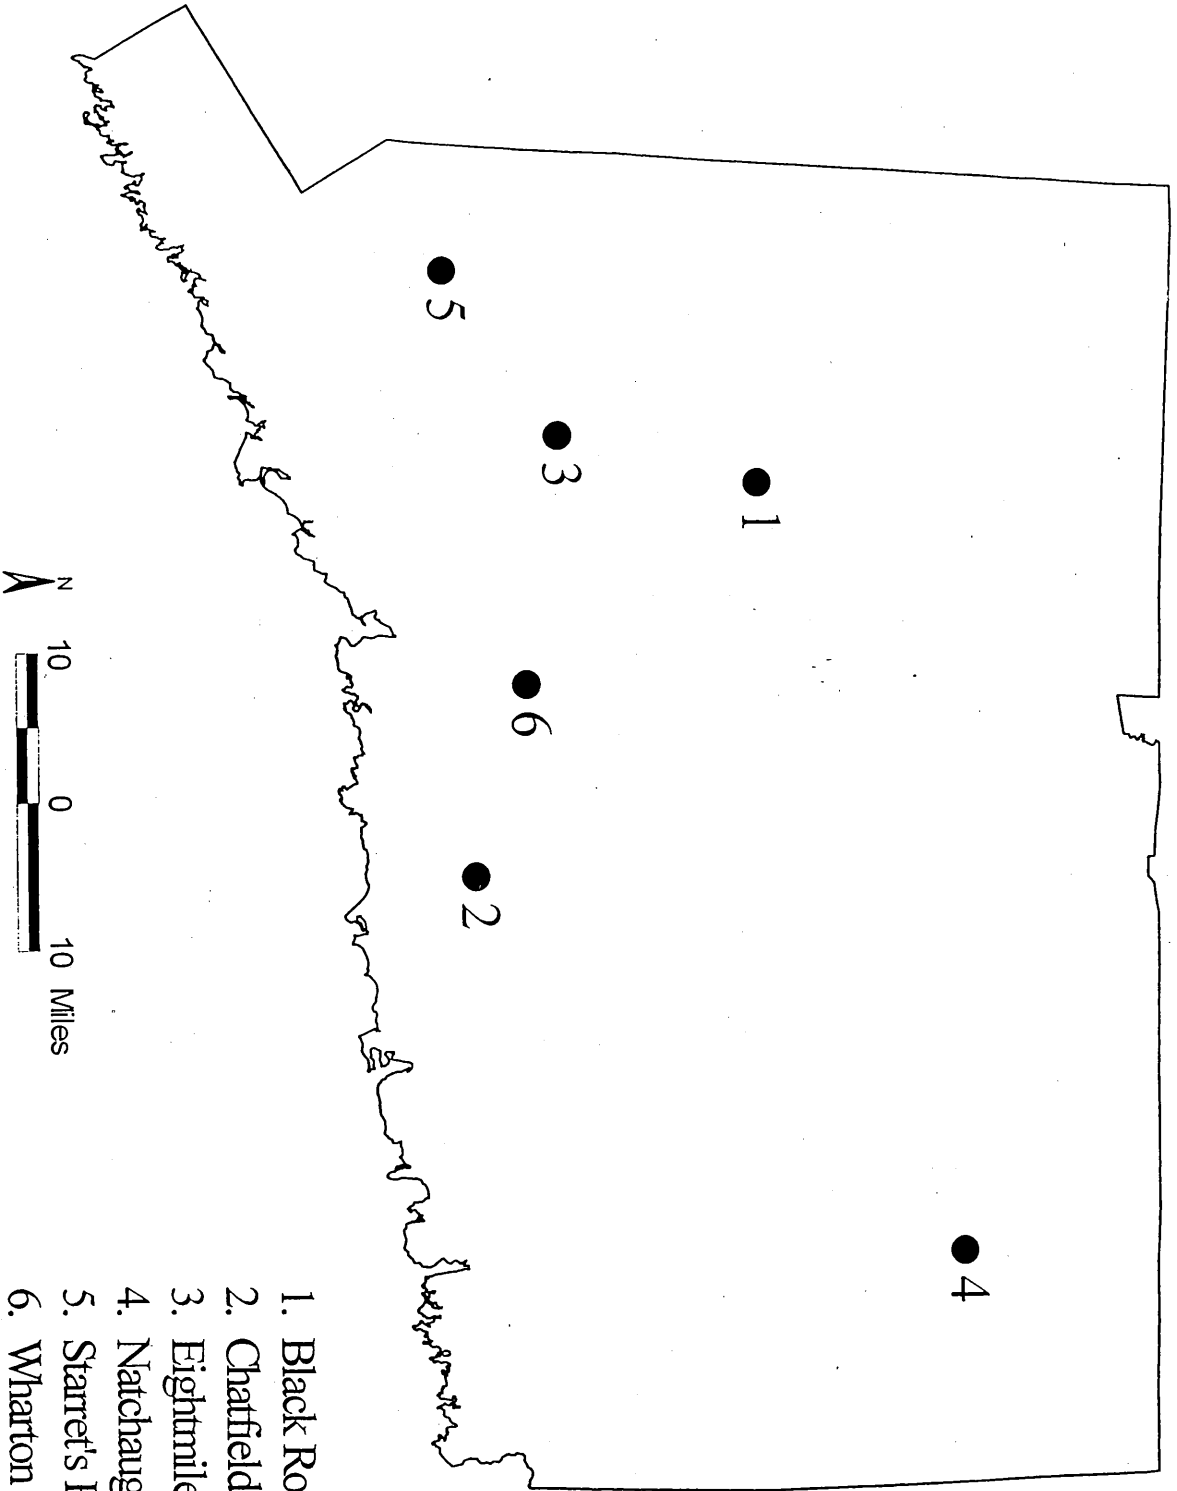 1
2
3
4
5
6
N
10 0 10 Miles
1. Black Ro
2. Chatfield
3. Eightmile
4. Natchaug
5. Starret's
6. Wharton